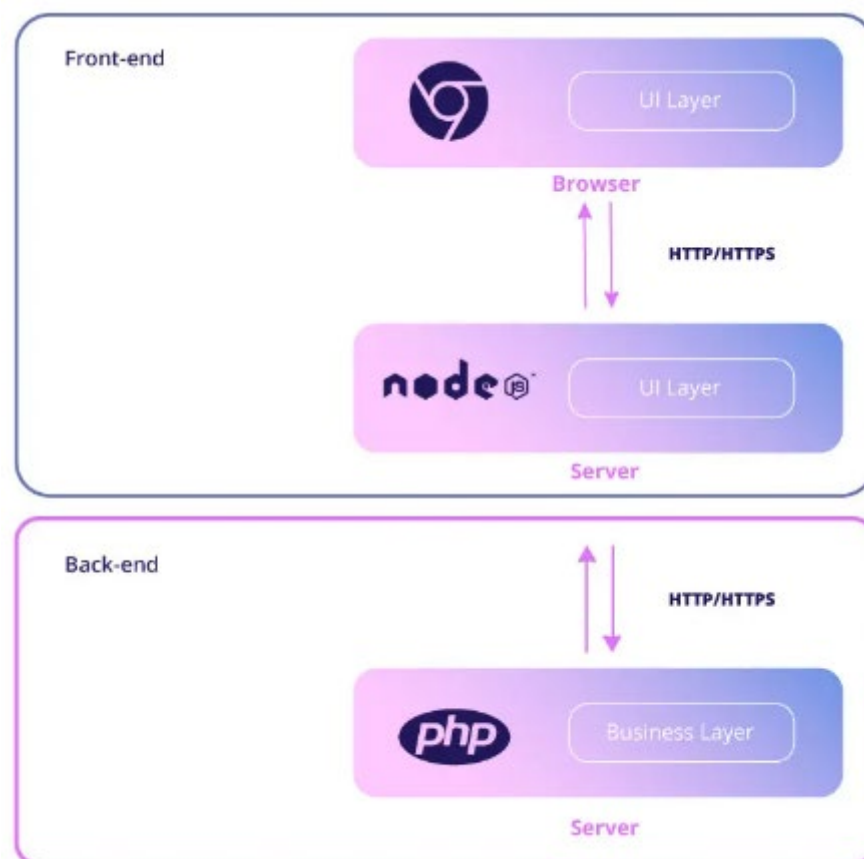 Front-end
UI Layer
Browser
HTTP/HTTPS
node JS
UI Layer
Server
Back-end
HTTP/HTTPS
php
Business Layer
Server